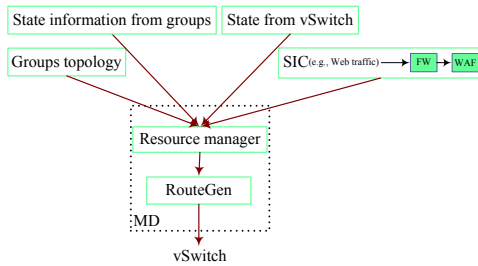 State information from groups
State from vSwitch
Groups topology
SIC(e.g., Web traffic)
FW
WAF
Resource manager
RouteGen
MD
vSwitch